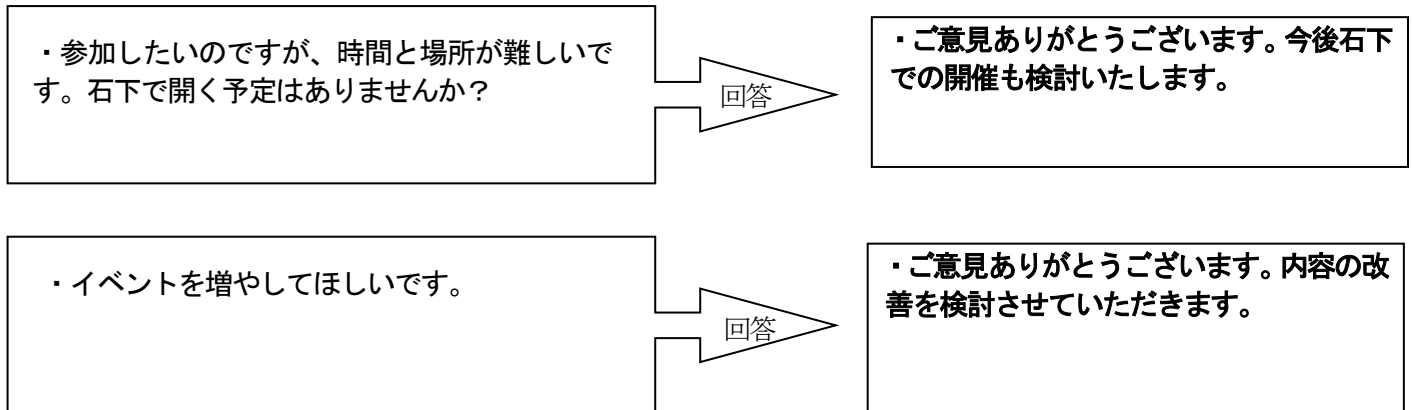 ・参加したいのですが、時間と場所が難しいで
す。石下で開く予定はありませんか？
回答
・ご意見ありがとうございます。今後石下
での開催も検討いたします。
・イベントを増やしてほしいです。
回答
・ご意見ありがとうございます。内容の改
善を検討させていただきます。